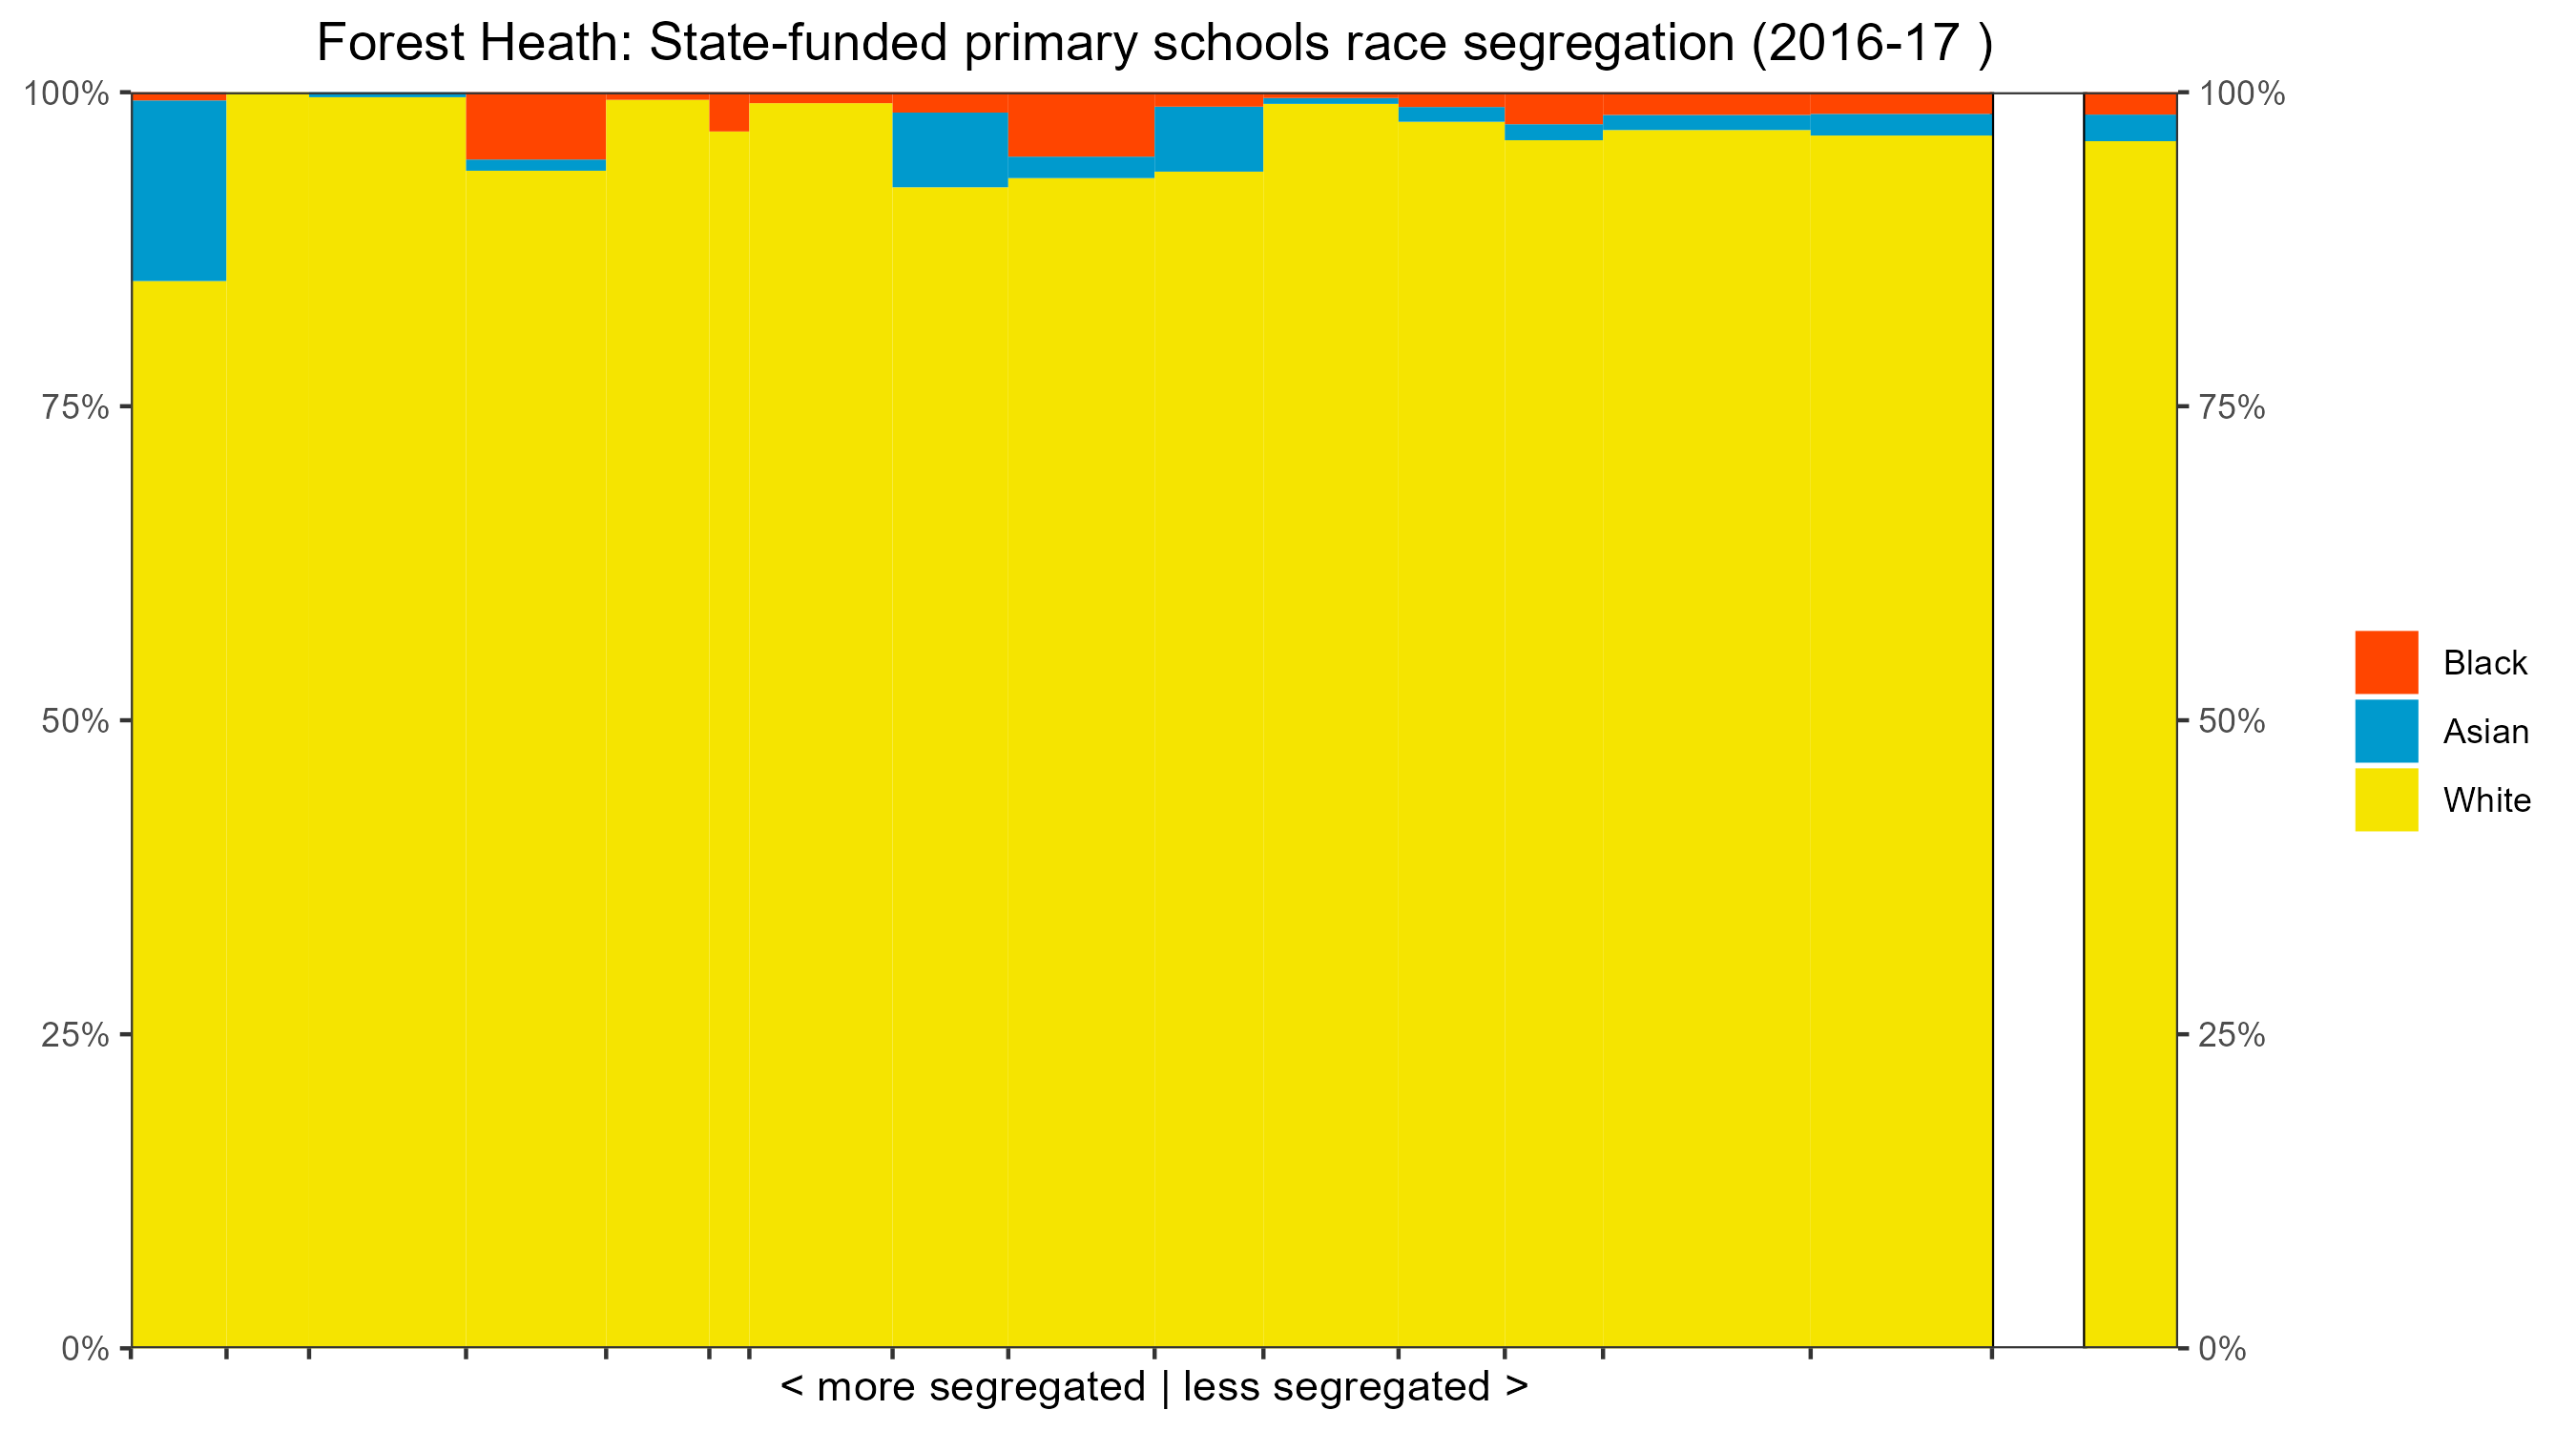 Forest Heath: State-funded primary schools race segregation (2016-17 )
100%
75%
50%
25%
0%
100%
75%
50%
25%
0%
Black
Asian
White
< more segregated | less segregated >